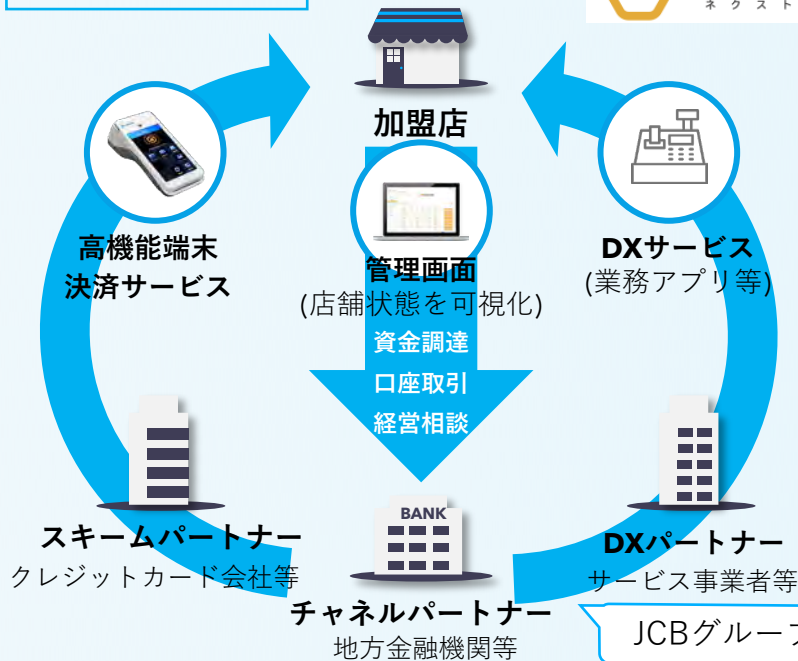 ネクスト
加盟店
高機能端末
決済サービス
管理画面
(店舗状態を可視化)
DXサービス
(業務アプリ等)
資金調達
口座取引
経営相談
BANK
スキームパートナー
クレジットカード会社等
チャネルパートナー
地方金融機関等
DXパートナー
サービス事業者等
JCBグループ